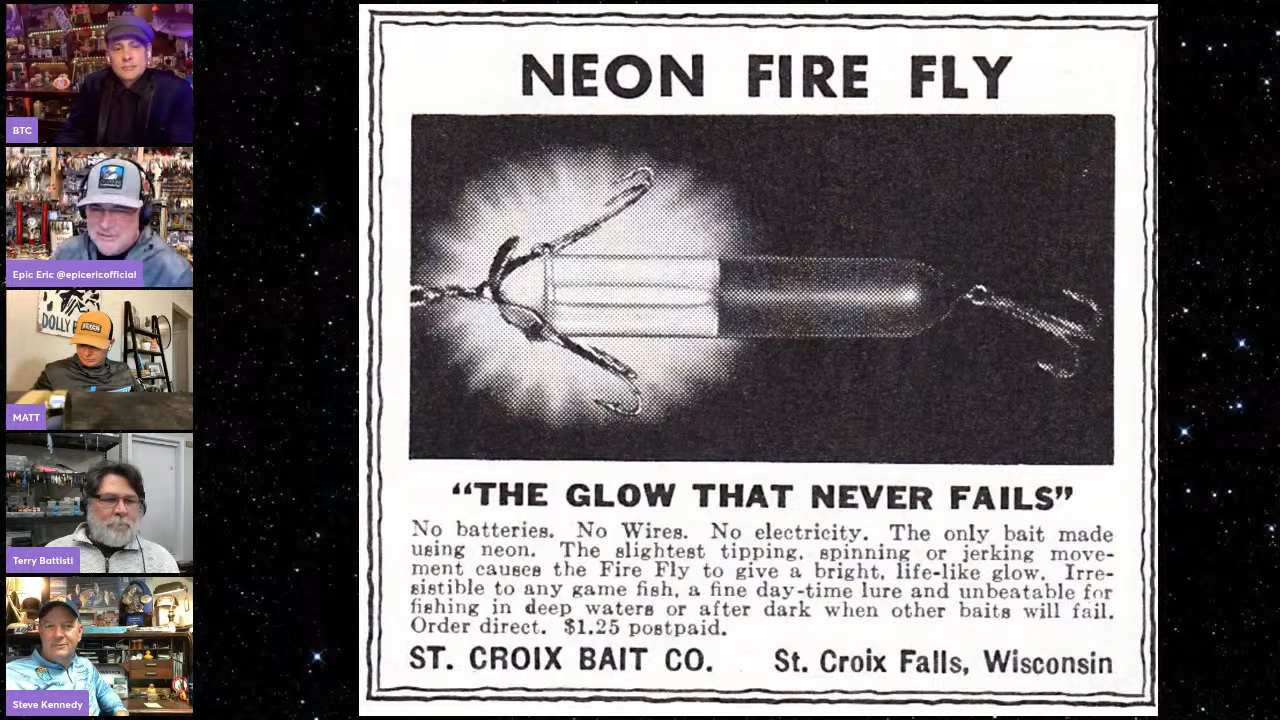 BTC
Epic Eric @epicericofficial
DOLLY
MATT
Terry Battisti
Steve Kennedy
NEON FIRE FLY
“THE GLOW THAT NEVER FAILS”
No batteries. No Wires. No electricity. The only bait made
using neon. The slightest tipping, spinning or jerking move-
ment causes the Fire Fly to give a bright, life-like glow. Irre-
sistible to any game fish, a fine day-time lure and unbeatable for
fishing in deep waters or after dark when other baits will fail.
Order direct. $1.25 postpaid.
ST. CROIX BAIT CO. St. Croix Falls, Wisconsin